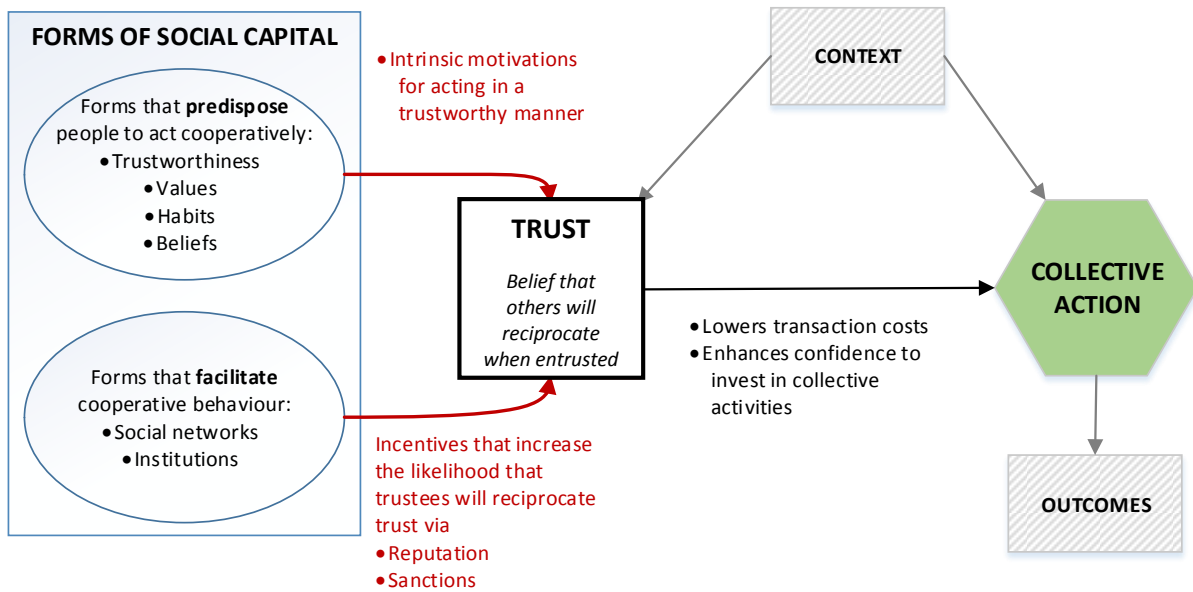 FORMS OF SOCIAL CAPITAL
Forms that predispose
people to act cooperatively:
• Trustworthiness
• Values
• Habits
• Beliefs
Forms that facilitate
cooperative behaviour:
• Social networks
• Institutions
• Intrinsic motivations
for acting in a
trustworthy manner
Incentives that increase
the likelihood that
trustees will reciprocate
trust via
• Reputation
• Sanctions
TRUST
Belief that
others will
reciprocate
when entrusted
• Lowers transaction costs
• Enhances confidence to
invest in collective
activities
CONTEXT
COLLECTIVE
ACTION
OUTCOMES